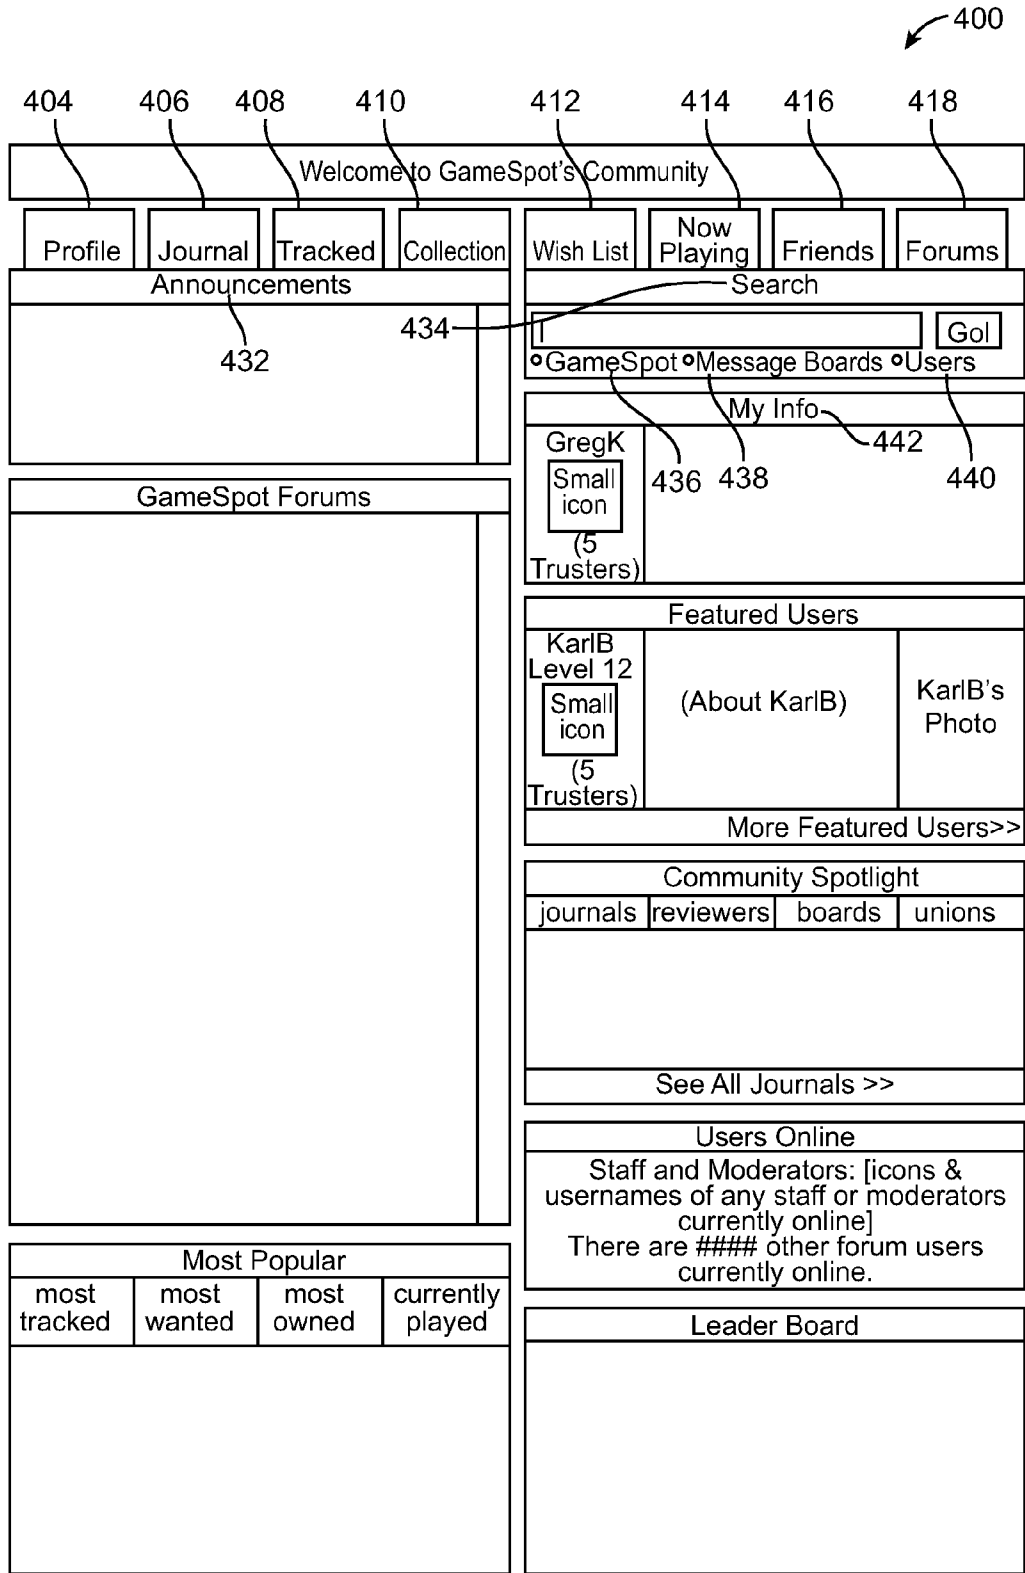 400
404 406 408 410 412 414 416 418
Welcome to GameSpot's Community
Profile Journal Tracked Collection Wish List Now Playing Friends Forums
Announcements
432
Search
434
Go!
GameSpot Message Boards Users
436 438 440
My Info
442
GregK
Small
icon
(5
Trusters)
GameSpot Forums
Featured Users
KarlB
Level 12
Small
icon
(5
Trusters)
(About KarlB)
KarlB's
Photo
More Featured Users>>
Community Spotlight
journals reviewers boards unions
See All Journals >>
Users Online
Staff and Moderators: [icons &
usernames of any staff or moderators
currently online]
There are #### other forum users
currently online.
Most Popular
most
tracked
most
wanted
most
owned
currently
played
Leader Board